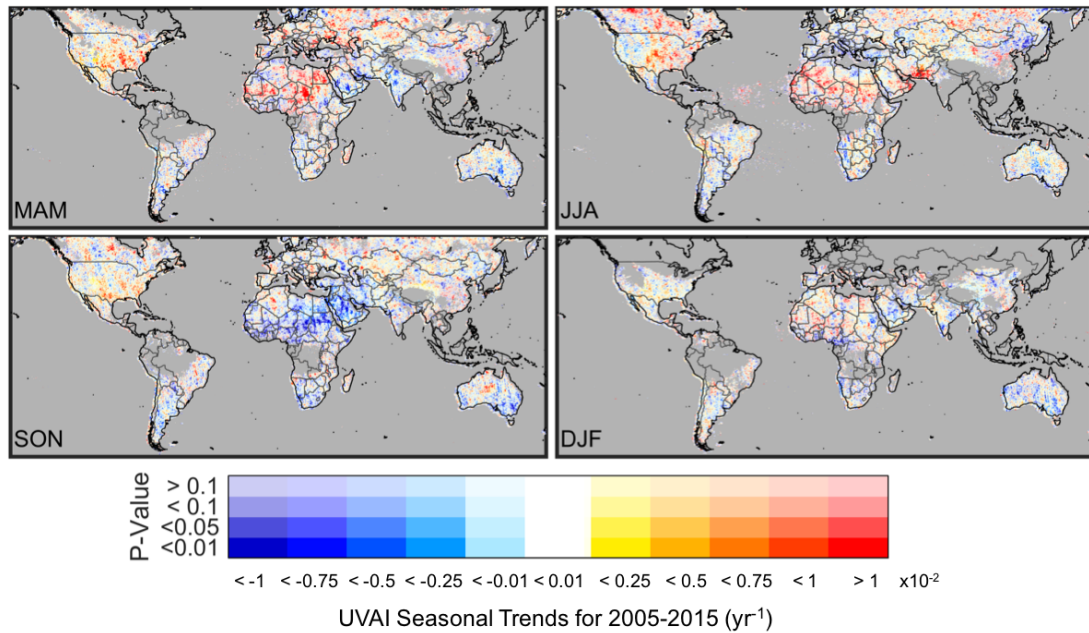 MAM
JJA
SON
DJF
P-Value
> 0.1
< 0.1
<0.05
<0.01
< -1 < -0.75 < -0.5 < -0.25 < -0.01 < 0.01 < 0.25 < 0.5 < 0.75 < 1 > 1 x10⁻²
UVAI Seasonal Trends for 2005-2015 (yr⁻¹)